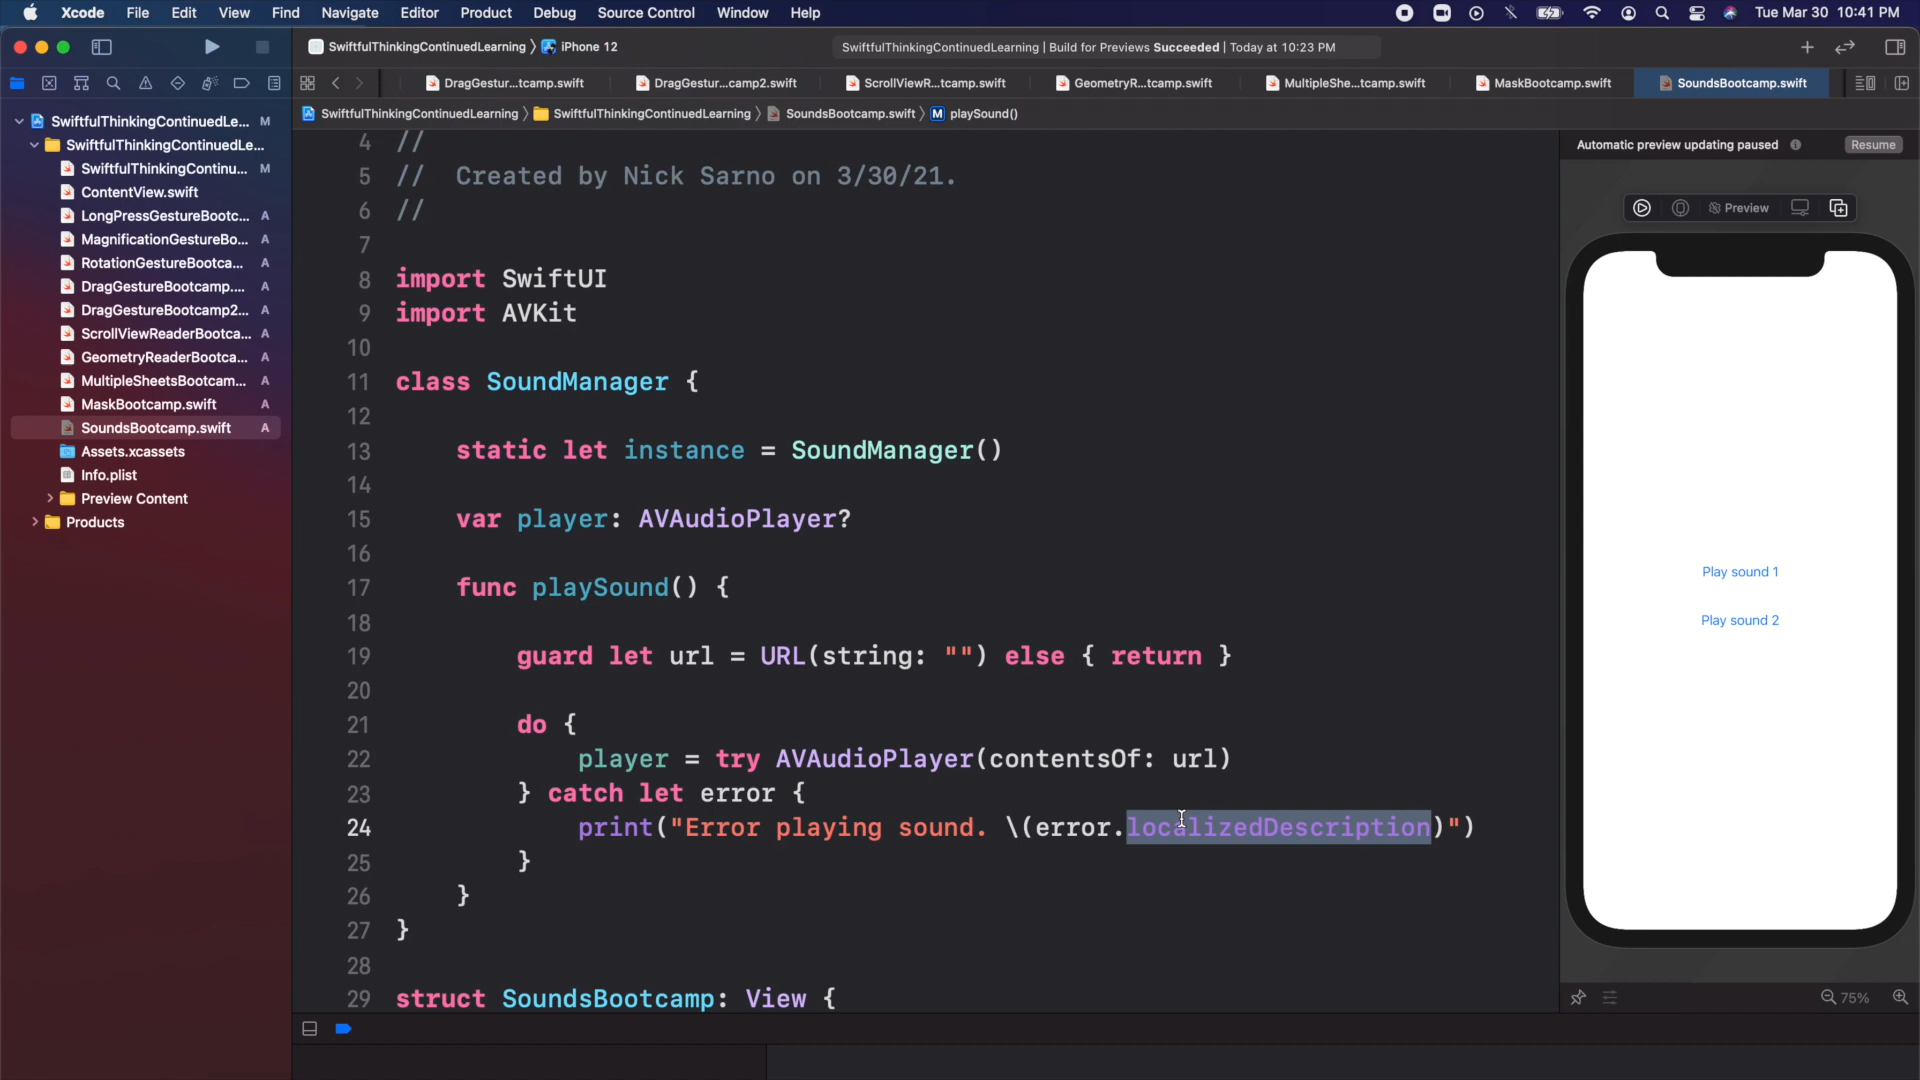 Xcode File Edit View Find Navigate Editor Product Debug Source Control Window Help Tue Mar 30 10:41 PM
SwiftfulThinkingContinuedLearning 〉 iPhone 12 SwiftfulThinkingContinuedLearning | Build for Previews Succeeded | Today at 10:23 PM
DragGestur...tcamp.swift DragGestur...camp2.swift ScrollViewR...tcamp.swift GeometryR...tcamp.swift MultipleShe...tcamp.swift MaskBootcamp.swift SoundsBootcamp.swift
SwiftfulThinkingContinuedLearning 〉 SwiftfulThinkingContinuedLearning 〉 SoundsBootcamp.swift 〉 M playSound()
SwiftfulThinkingContinuedLe... M
SwiftfulThinkingContinuedLe...
SwiftfulThinkingContinu... M
ContentView.swift
LongPressGestureBootc... A
MagnificationGestureBo... A
RotationGestureBootca... A
DragGestureBootcamp.... A
DragGestureBootcamp2... A
ScrollViewReaderBootca... A
GeometryReaderBootca... A
MultipleSheetsBootcam... A
MaskBootcamp.swift A
SoundsBootcamp.swift A
Assets.xcassets
Info.plist
Preview Content
Products
4 //
5 //  Created by Nick Sarno on 3/30/21.
6 //
7
8 import SwiftUI
9 import AVKit
10
11 class SoundManager {
12
13     static let instance = SoundManager()
14
15     var player: AVAudioPlayer?
16
17     func playSound() {
18
19         guard let url = URL(string: "") else { return }
20
21         do {
22             player = try AVAudioPlayer(contentsOf: url)
23         } catch let error {
24             print("Error playing sound. \(error.localizedDescription)")
25         }
26     }
27 }
28
29 struct SoundsBootcamp: View {
Automatic preview updating paused Resume
Preview
Play sound 1
Play sound 2
75%